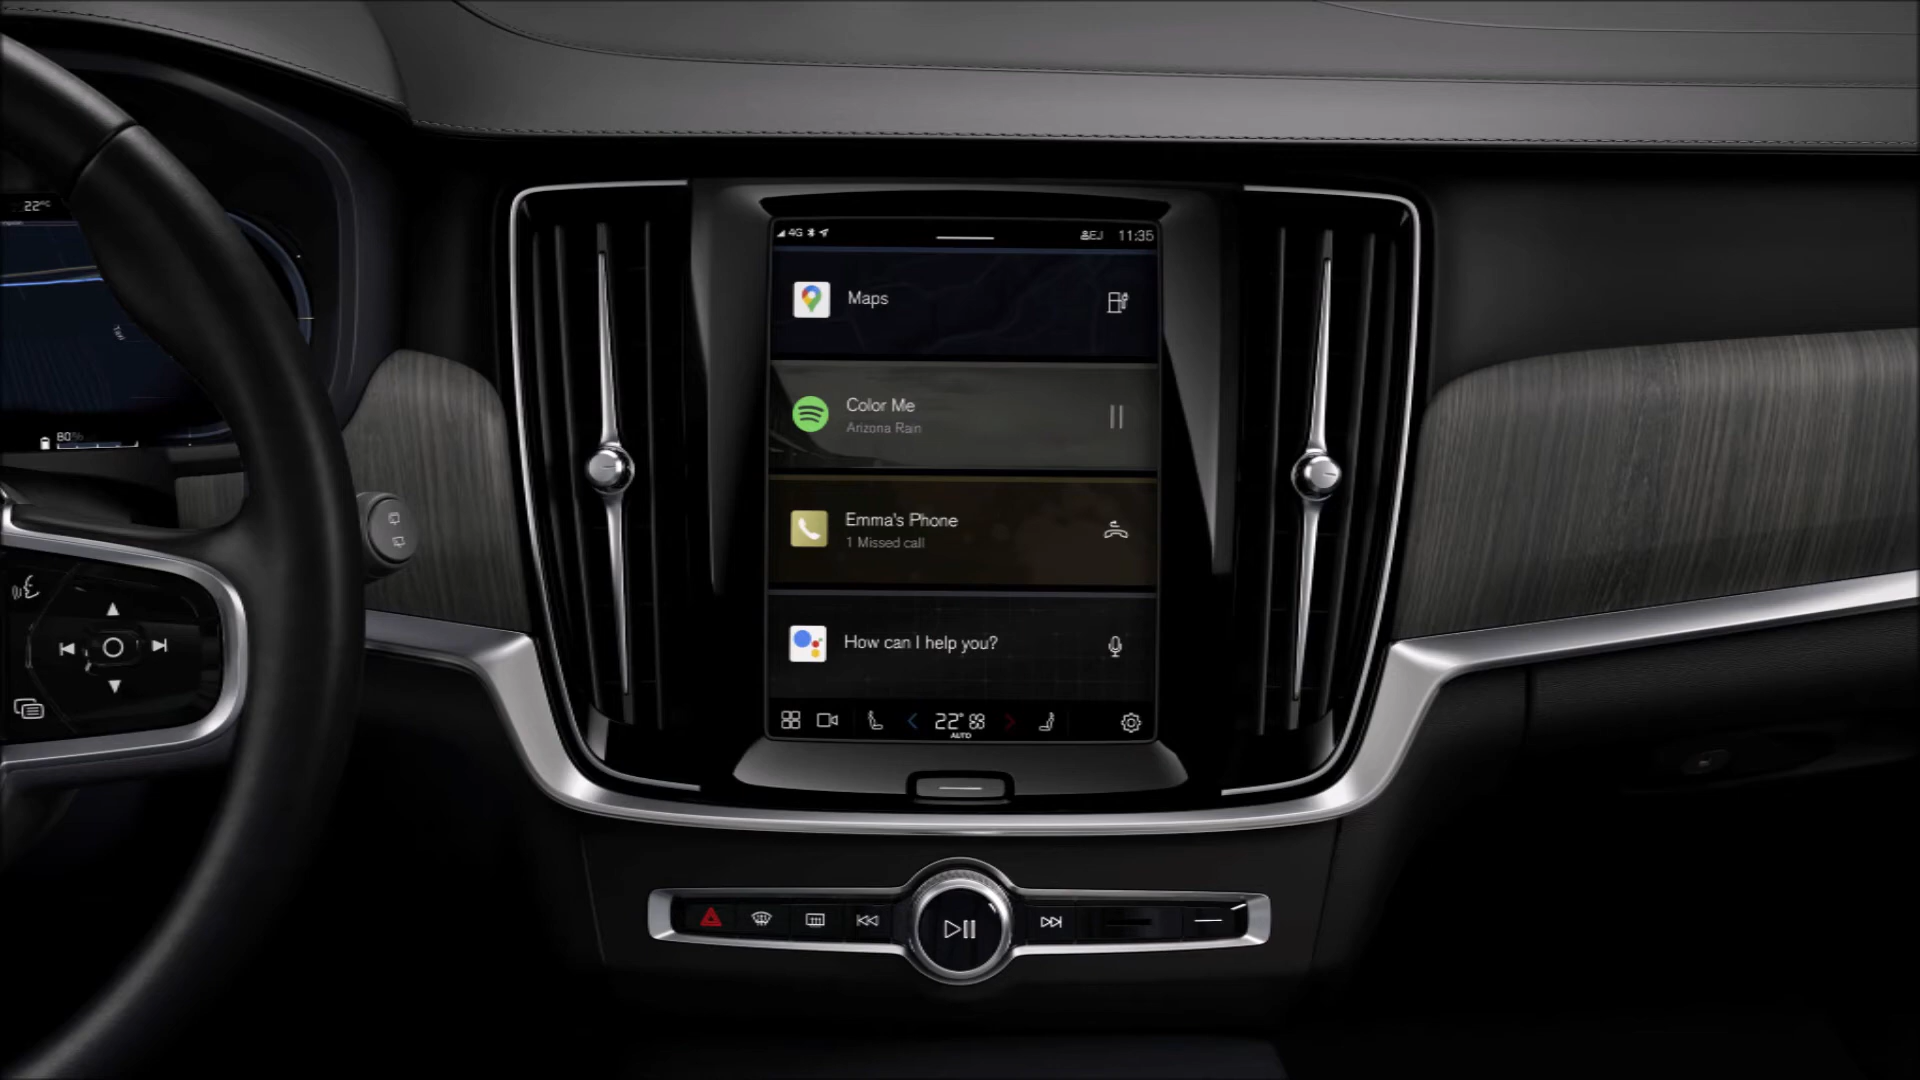 22°C
4G
EJ
11:35
Maps
Color Me
Arizona Rain
80%
Emma's Phone
1 Missed call
How can I help you?
22°
AUTO